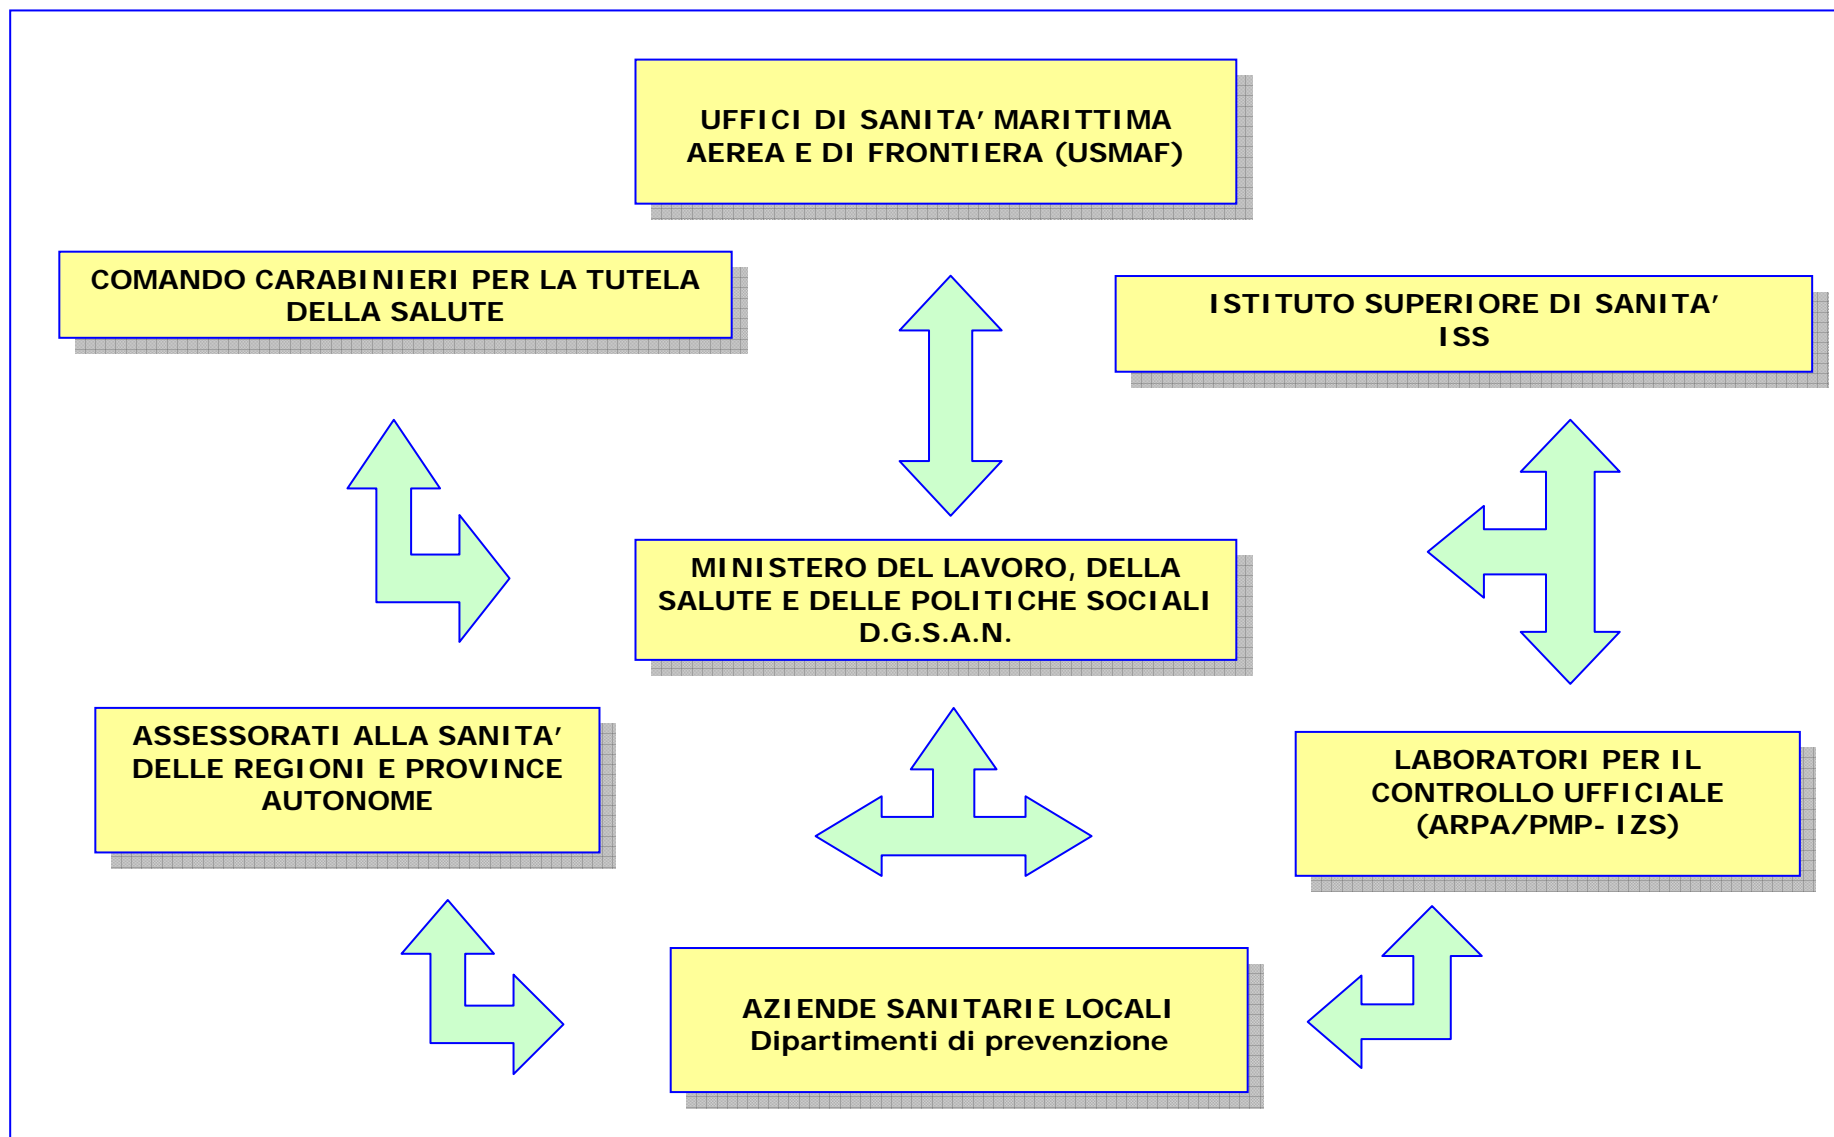 UFFICI DI SANITA’ MARITTIMA
AEREA E DI FRONTIERA (USMAF)
COMANDO CARABINIERI PER LA TUTELA
DELLA SALUTE
ISTITUTO SUPERIORE DI SANITA’
ISS
MINISTERO DEL LAVORO, DELLA
SALUTE E DELLE POLITICHE SOCIALI
D.G.S.A.N.
ASSESSORATI ALLA SANITA’
DELLE REGIONI E PROVINCE
AUTONOME
LABORATORI PER IL
CONTROLLO UFFICIALE
(ARPA/PMP- IZS)
AZIENDE SANITARIE LOCALI
Dipartimenti di prevenzione